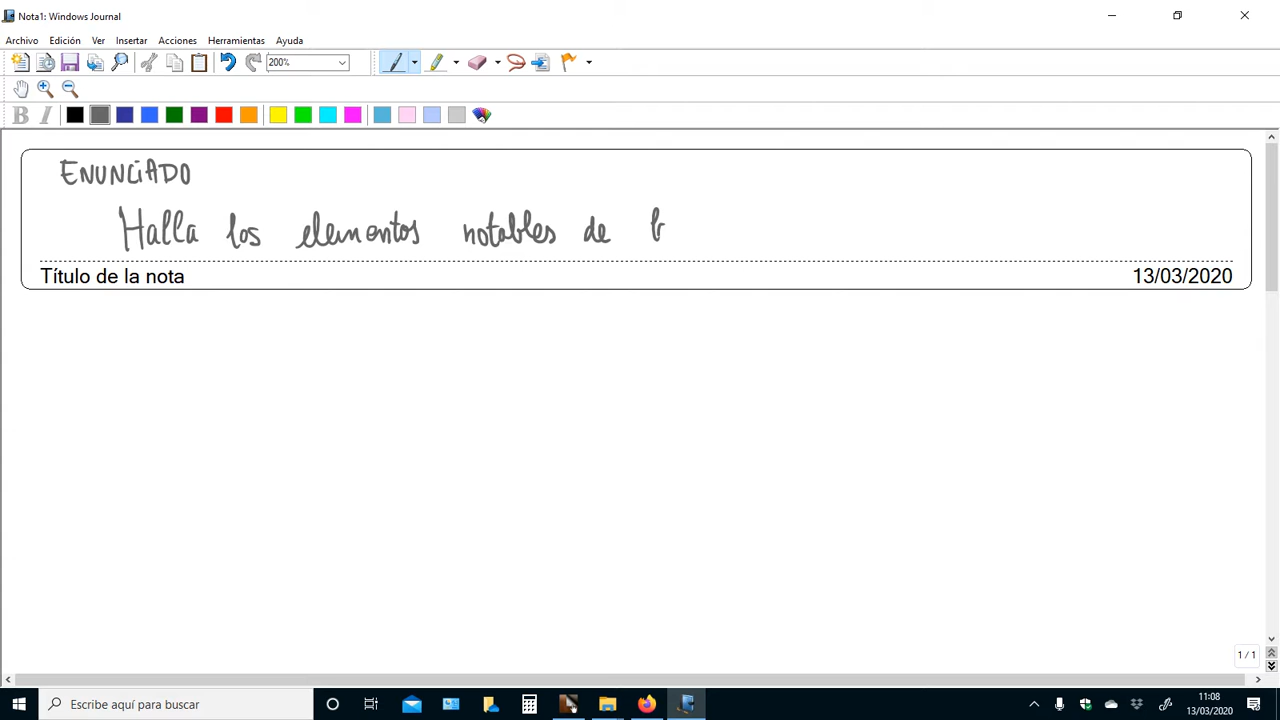 Nota1: Windows Journal
Archivo Edición Ver Insertar Acciones Herramientas Ayuda
200%
B I
ENUNCIADO
Halla los elementos notables de
Título de la nota 13/03/2020
1 / 1
Escribe aquí para buscar
11:08
13/03/2020